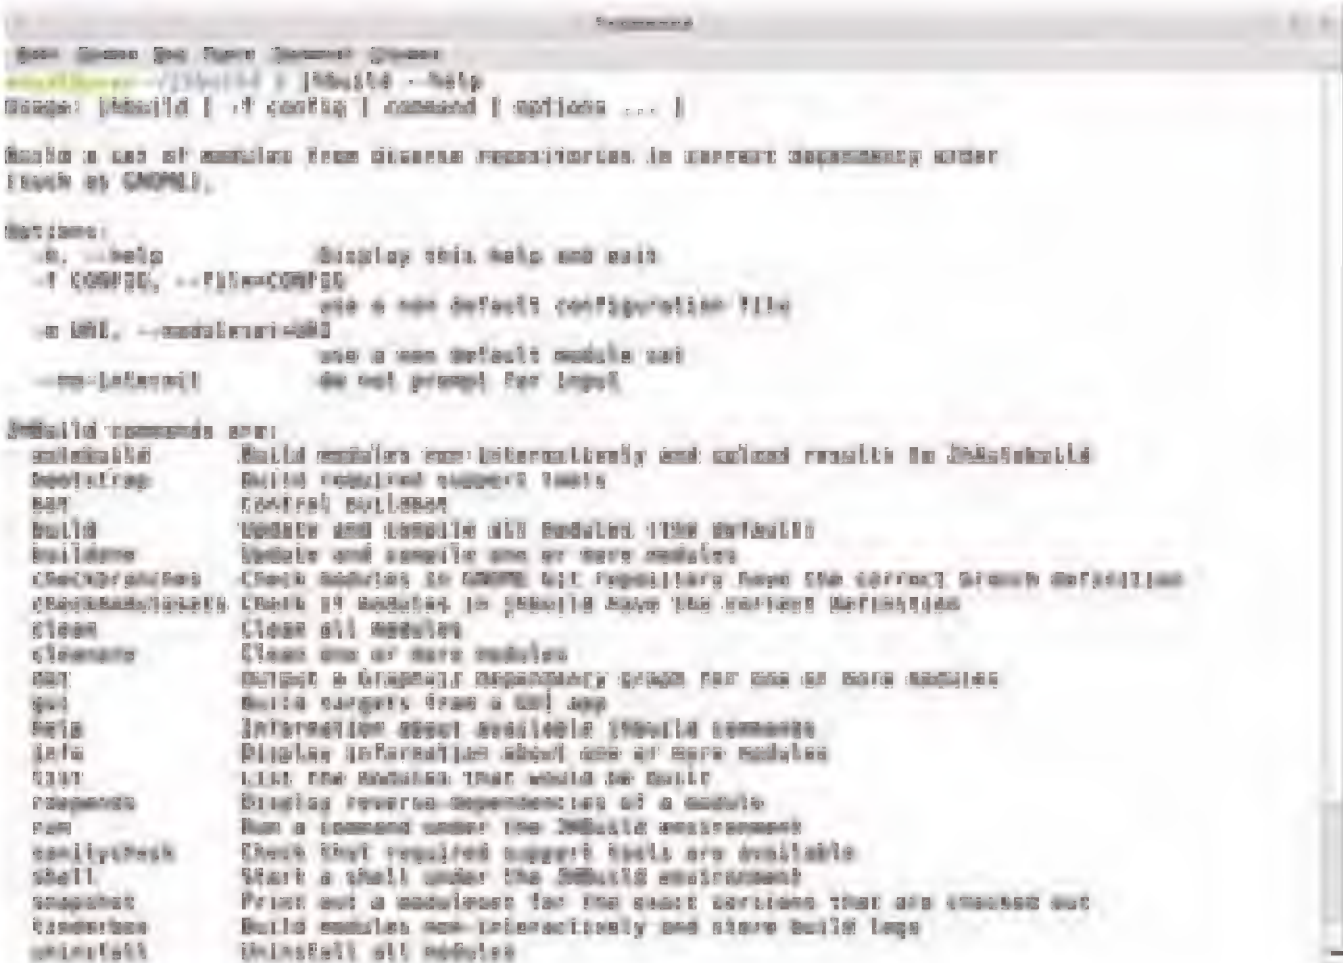 jhbuild --help
Usage: jhbuild [ -f config ] command [ options ... ]
Build a set of modules from diverse repositories in correct dependency order
(such as GNOME).
Options:
-h, --help Display this help and exit
-f CONFIG, --file=CONFIG
use a non default configuration file
-m URI, --moduleset=URI
use a non default module set
--no-interact do not prompt for input
JHBuild commands are:
autobuild Build modules non-interactively and upload results to JhAutobuild
bootstrap Build required support tools
bot Control buildbot
build Update and compile all modules (the default)
buildone Update and compile one or more modules
checkbranches Check modules in GNOME Git repository have the correct branch definition
checkmodulesets Check if modules in jhbuild have the correct definition
clean Clean all modules
cleanone Clean one or more modules
dot Output a Graphviz dependency graph for one or more modules
gui Build targets from a GUI app
help Information about available jhbuild commands
info Display information about one or more modules
list List the modules that would be built
rdepends Display reverse-dependencies of a module
run Run a command under the JHBuild environment
sanitycheck Check that required support tools are available
shell Start a shell under the JHBuild environment
snapshot Print out a moduleset for the exact versions that are checked out
tinderbox Build modules non-interactively and store build logs
uninstall Uninstall all modules